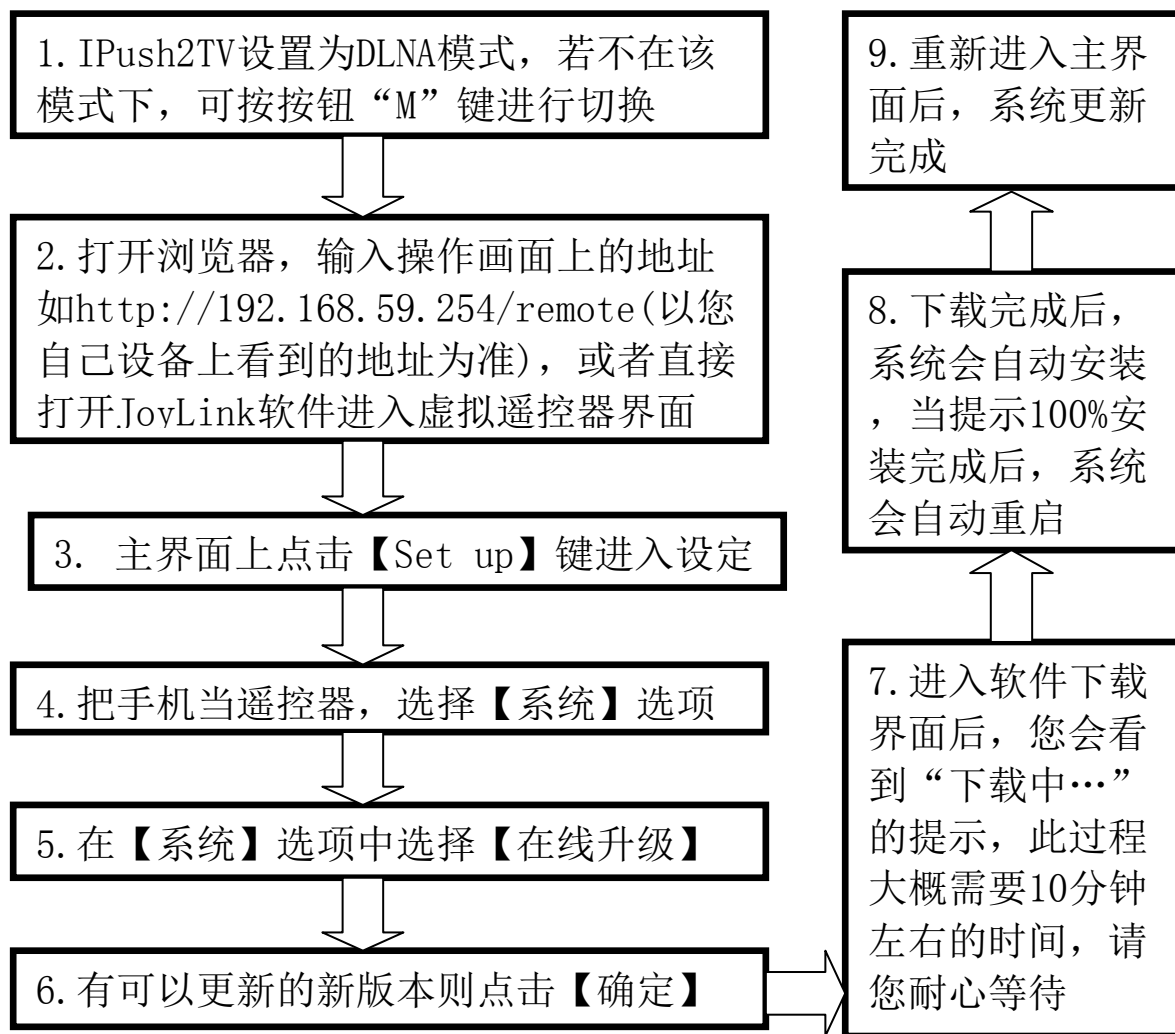 1.IPush2TV设置为DLNA模式，若不在该
模式下，可按按钮“M”键进行切换
2.打开浏览器，输入操作画面上的地址
如http://192.168.59.254/remote(以您
自己设备上看到的地址为准)，或者直接
打开JoyLink软件进入虚拟遥控器界面
3. 主界面上点击【Set up】键进入设定
4.把手机当遥控器，选择【系统】选项
5.在【系统】选项中选择【在线升级】
6.有可以更新的新版本则点击【确定】
7.进入软件下载
界面后，您会看
到“下载中…”
的提示，此过程
大概需要10分钟
左右的时间，请
您耐心等待
8.下载完成后，
系统会自动安装
，当提示100%安
装完成后，系统
会自动重启
9.重新进入主界
面后，系统更新
完成